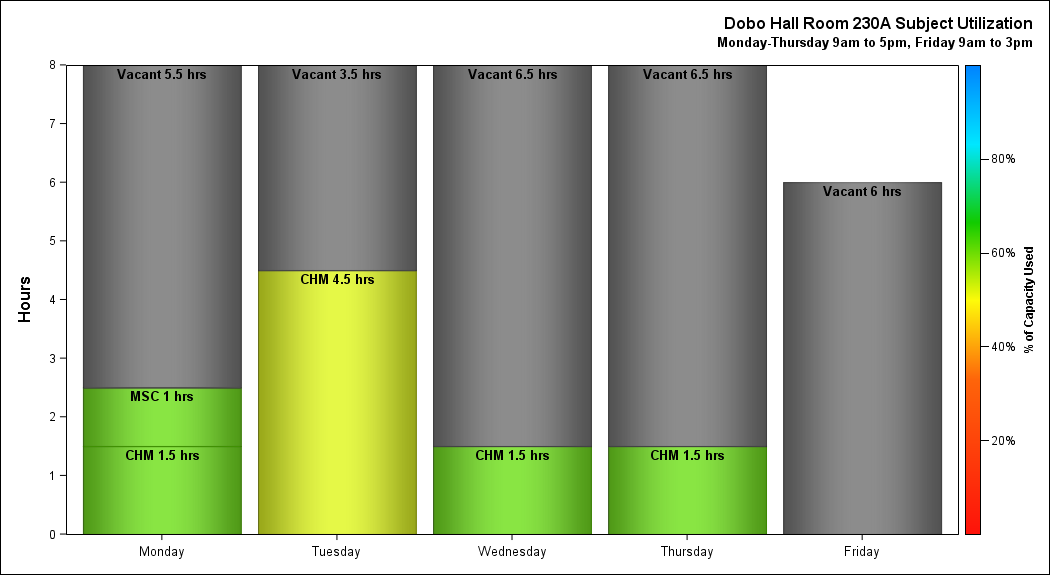 Dobo Hall Room 230A Subject Utilization
Monday-Thursday 9am to 5pm, Friday 9am to 3pm
8
7
6
5
4
3
2
1
0
Hours
Vacant 5.5 hrs
MSC 1 hrs
CHM 1.5 hrs
Vacant 3.5 hrs
CHM 4.5 hrs
Vacant 6.5 hrs
CHM 1.5 hrs
Vacant 6.5 hrs
CHM 1.5 hrs
Vacant 6 hrs
Monday
Tuesday
Wednesday
Thursday
Friday
80%
60%
40%
20%
% of Capacity Used